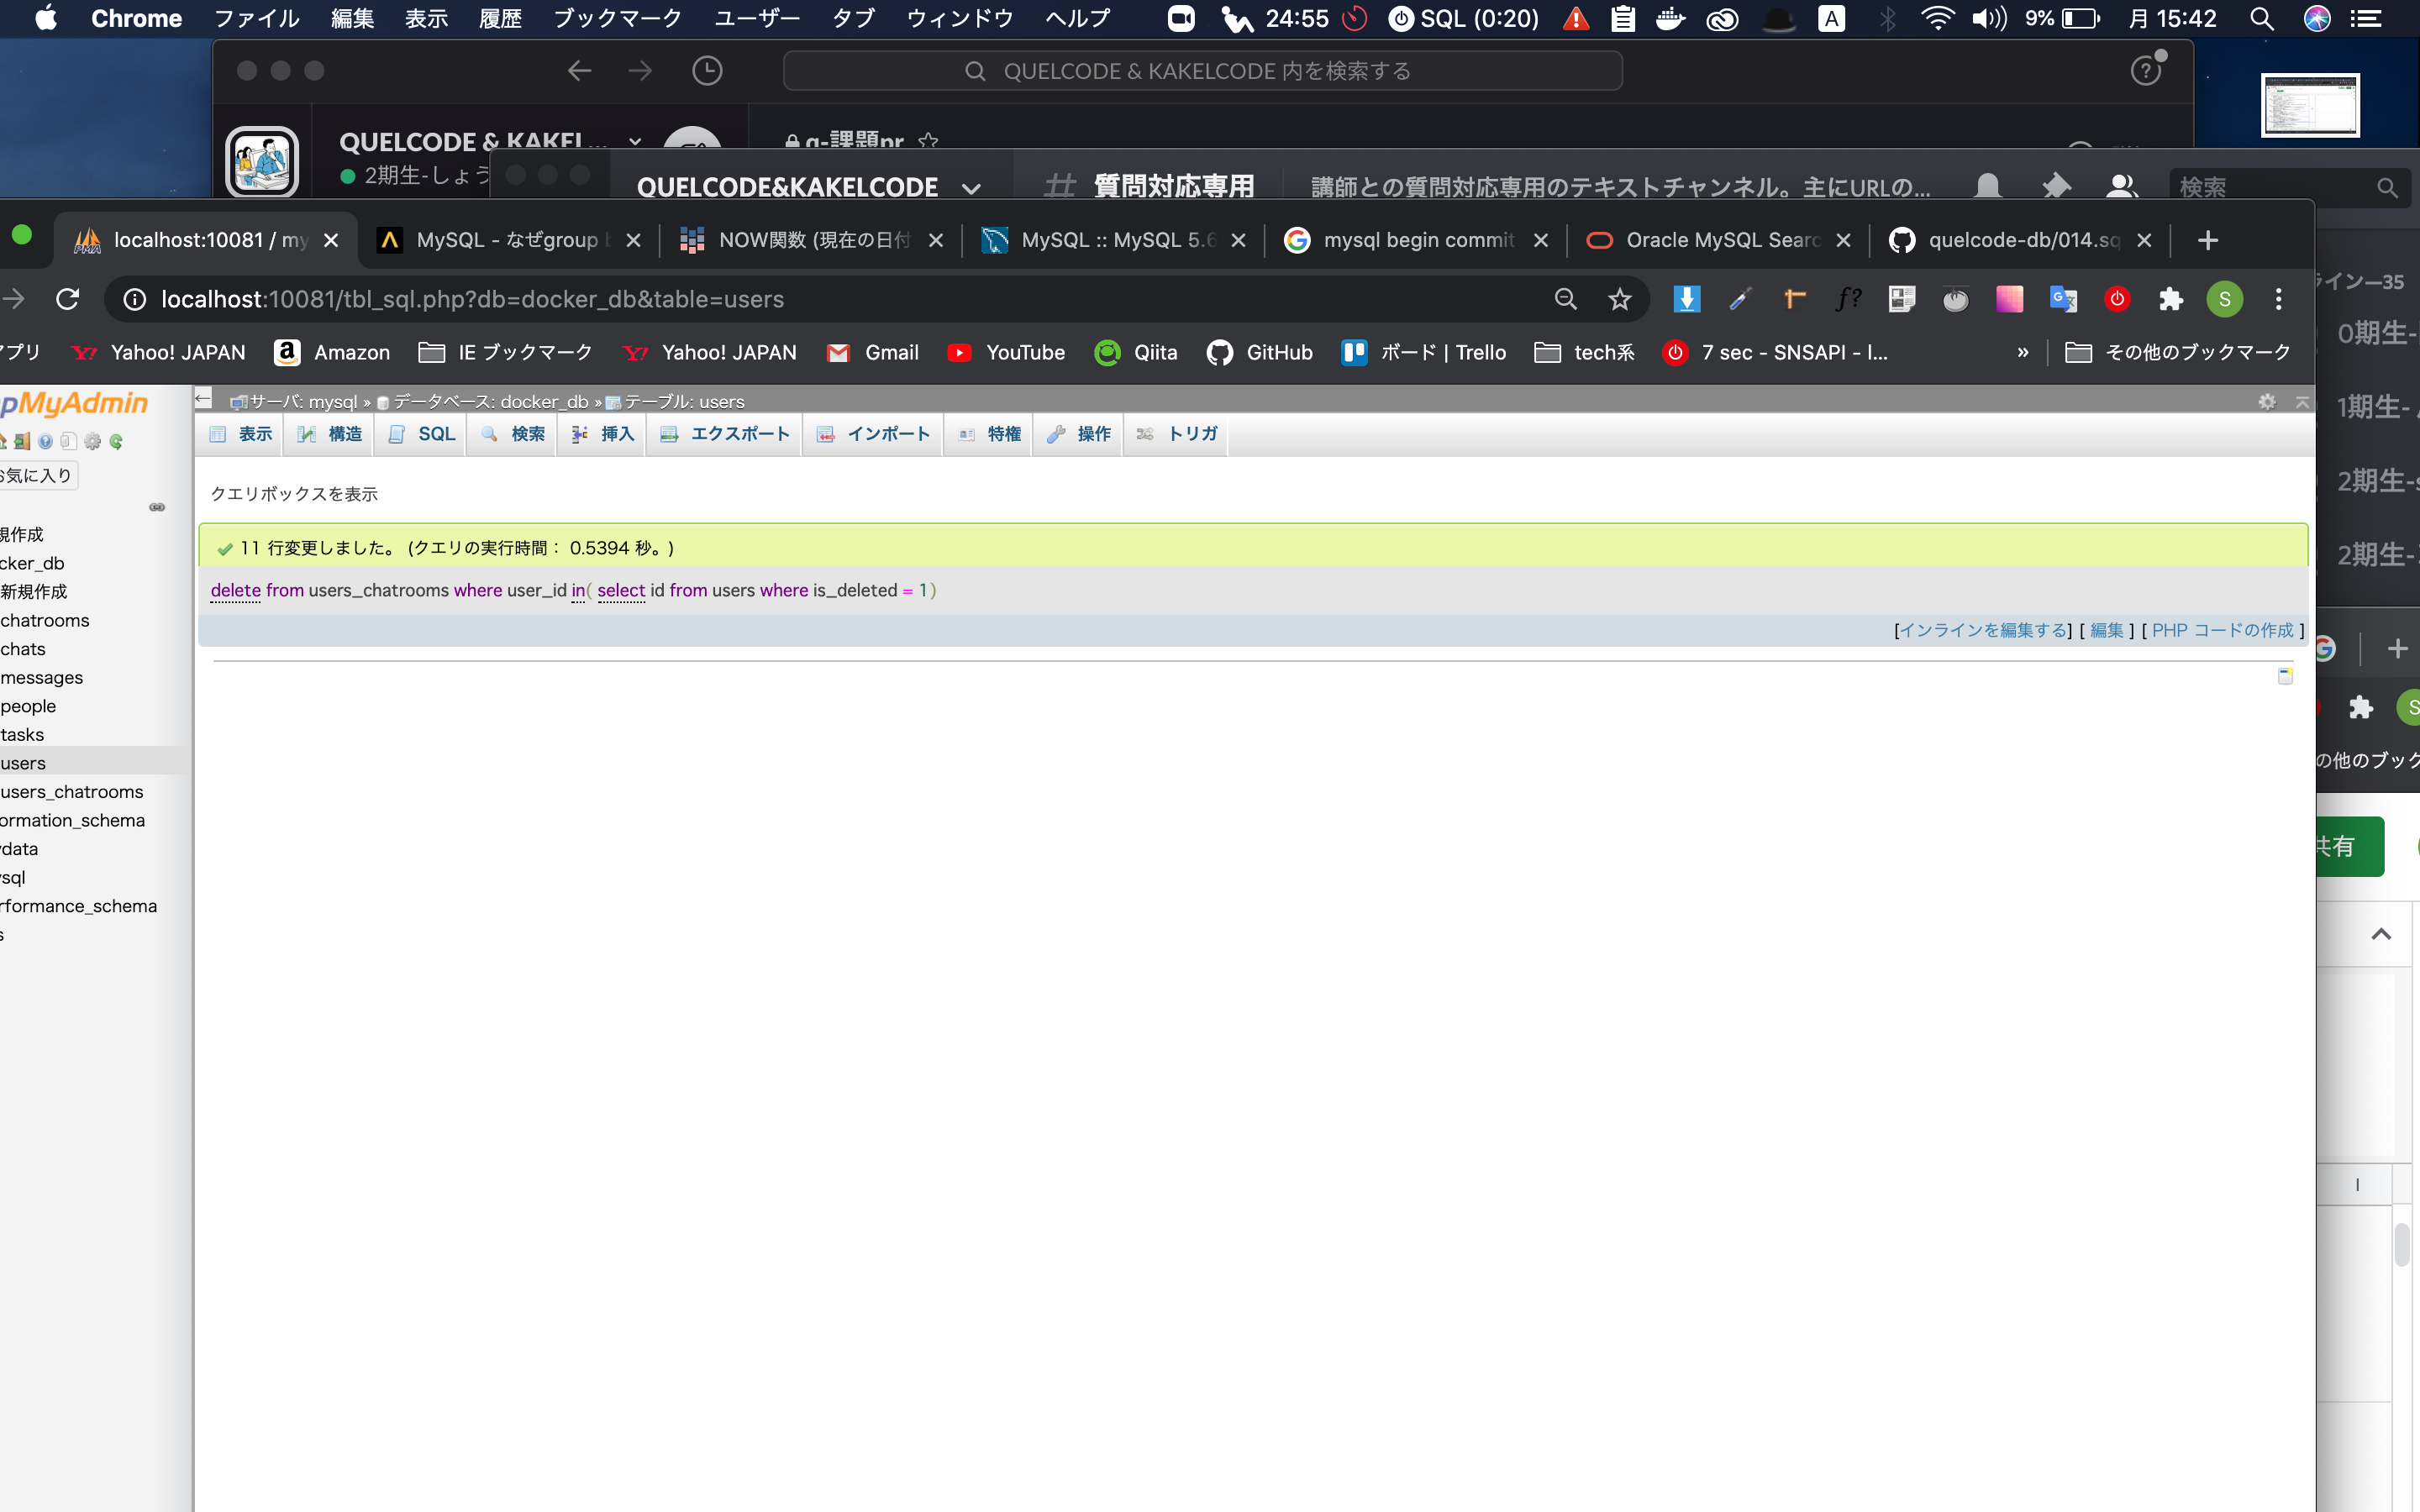 Chrome ファイル 編集 表示 履歴 ブックマーク ユーザー タブ ウィンドウ ヘルプ 24:55 SQL (0:20) A 9% 月 15:42
QUELCODE & KAKELCODE 内を検索する
QUELCODE & KAKEL...
q-課題pr
2期生-しょう
QUELCODE&KAKELCODE 質問対応専用 講師との質問対応専用のテキストチャンネル。主にURLの... 検索
localhost:10081 / my MySQL - なぜgroup b NOW関数 (現在の日付 MySQL :: MySQL 5.6 mysql begin commit Oracle MySQL Searc quelcode-db/014.sq
localhost:10081/tbl_sql.php?db=docker_db&table=users f? S
アプリ Yahoo! JAPAN Amazon IE ブックマーク Yahoo! JAPAN Gmail YouTube Qiita GitHub ボード | Trello tech系 7 sec - SNSAPI - l... » その他のブックマーク
ライン—35
0期生-
1期生-
2期生-s
2期生-
pMyAdmin
お気に入り
規作成
cker_db
新規作成
chatrooms
chats
messages
people
tasks
users
users_chatrooms
ormation_schema
data
sql
rformance_schema
s
サーバ: mysql » データベース: docker_db » テーブル: users
表示 構造 SQL 検索 挿入 エクスポート インポート 特権 操作 トリガ
クエリボックスを表示
11 行変更しました。 (クエリの実行時間： 0.5394 秒。)
delete from users_chatrooms where user_id in( select id from users where is_deleted = 1)
[インラインを編集する] [ 編集 ] [ PHP コードの作成 ]
S
の他のブック
共有
I